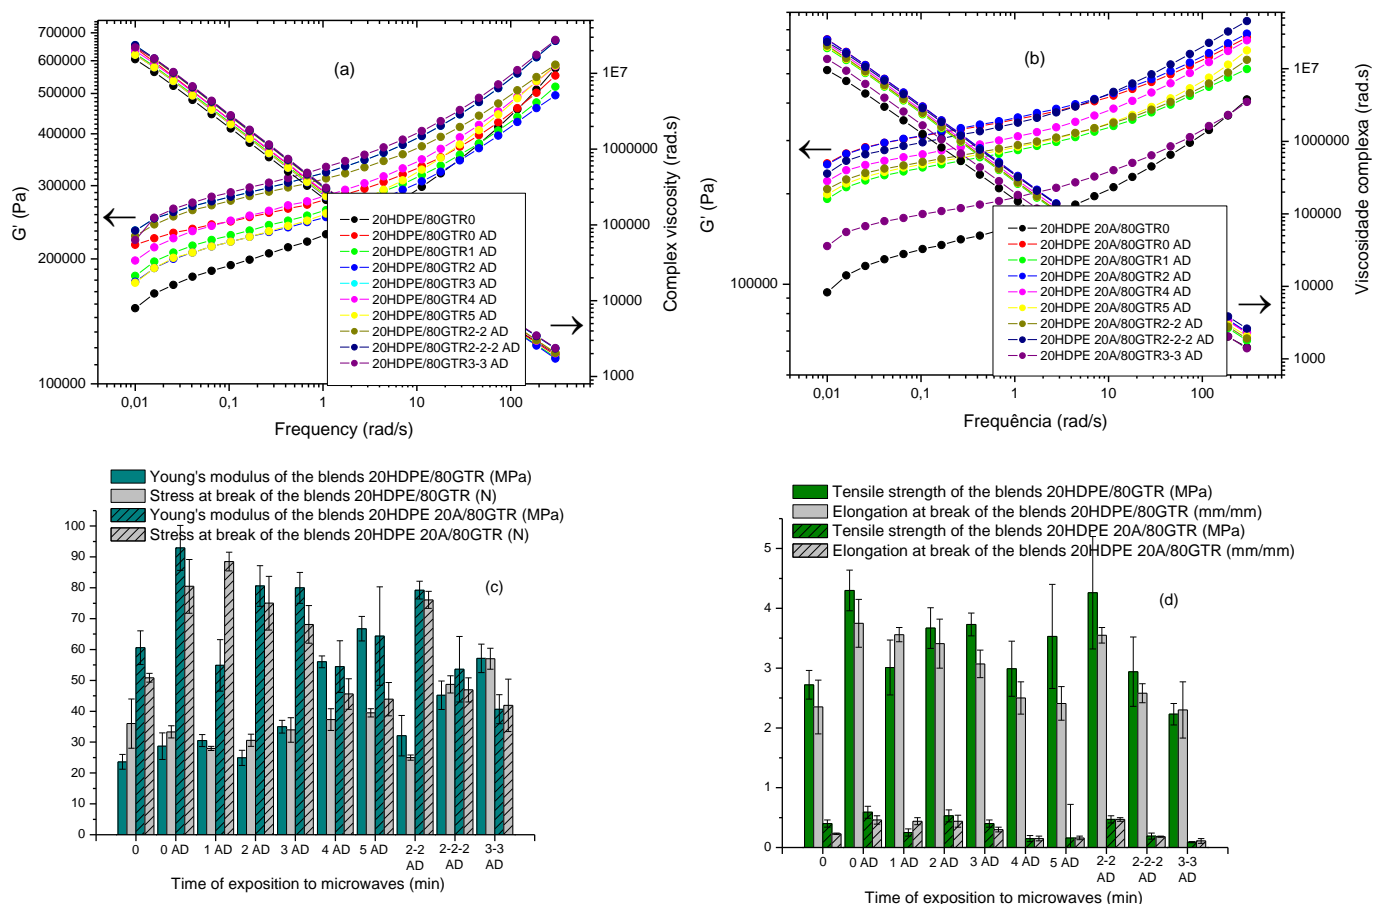 (a)
700000
600000
500000
400000
300000
200000
100000
G' (Pa)
1E7
1000000
100000
10000
1000
Complex viscosity (rad.s)
20HDPE/80GTR0
20HDPE/80GTR0 AD
20HDPE/80GTR1 AD
20HDPE/80GTR2 AD
20HDPE/80GTR3 AD
20HDPE/80GTR4 AD
20HDPE/80GTR5 AD
20HDPE/80GTR2-2 AD
20HDPE/80GTR2-2-2 AD
20HDPE/80GTR3-3 AD
0,01 0,1 1 10 100
Frequency (rad/s)
(b)
100000
G' (Pa)
1E7
1000000
100000
10000
1000
Viscosidade complexa (rad.s)
20HDPE 20A/80GTR0
20HDPE 20A/80GTR0 AD
20HDPE 20A/80GTR1 AD
20HDPE 20A/80GTR2 AD
20HDPE 20A/80GTR4 AD
20HDPE 20A/80GTR5 AD
20HDPE 20A/80GTR2-2 AD
20HDPE 20A/80GTR2-2-2 AD
20HDPE 20A/80GTR3-3 AD
0,01 0,1 1 10 100
Frequência (rad/s)
Young's modulus of the blends 20HDPE/80GTR (MPa)
Stress at break of the blends 20HDPE/80GTR (N)
Young's modulus of the blends 20HDPE 20A/80GTR (MPa)
Stress at break of the blends 20HDPE 20A/80GTR (N)
(c)
100
90
80
70
60
50
40
30
20
10
0
0 0 AD 1 AD 2 AD 3 AD 4 AD 5 AD 2-2 2-2-2 3-3
0 AD AD AD
Time of exposition to microwaves (min)
Tensile strength of the blends 20HDPE/80GTR (MPa)
Elongation at break of the blends 20HDPE/80GTR (mm/mm)
Tensile strength of the blends 20HDPE 20A/80GTR (MPa)
Elongation at break of the blends 20HDPE 20A/80GTR (mm/mm)
(d)
5
4
3
2
1
0
0 0 AD 1 AD 2 AD 3 AD 4 AD 5 AD 2-2 2-2-2 3-3
AD AD AD
Time of exposition to microwaves (min)